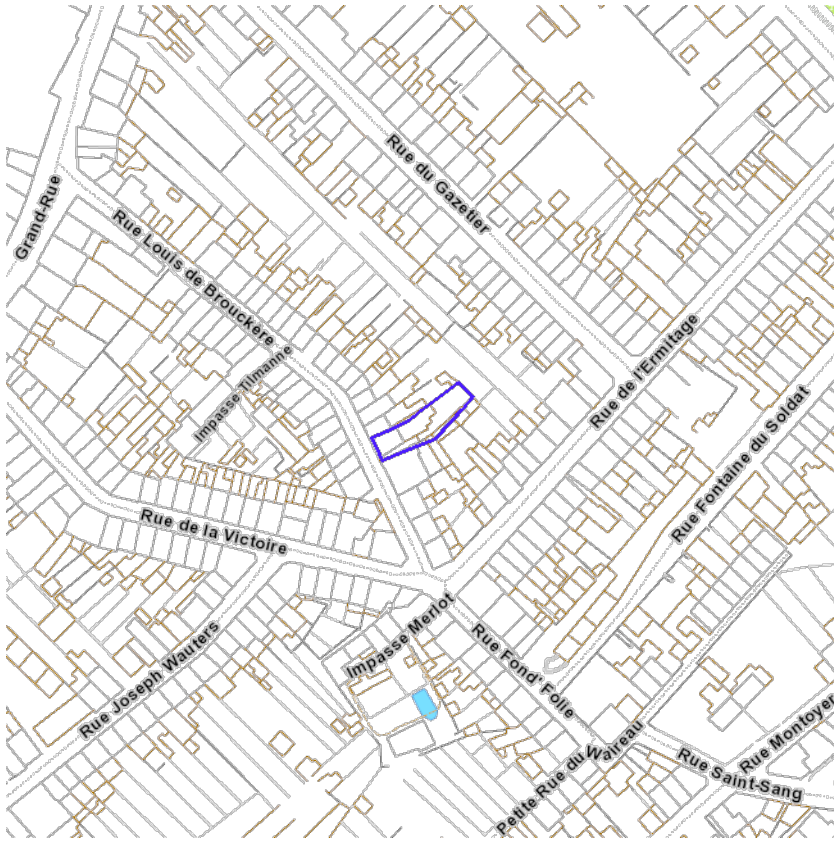 Rue du Gazetier
Grand-Rue
Rue Louis de Brouckère
Impasse Tilmanne
Rue de l'Ermitage
Rue Fontaine du Soldat
Rue de la Victoire
Impasse Merlot
Rue Joseph Wauters
Rue Fond' Folie
Petite Rue du Waireau
Rue Saint-Sang
Rue Montoyer